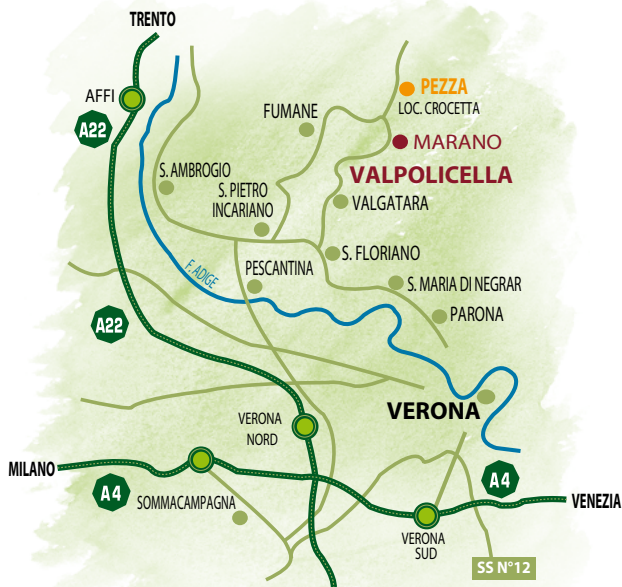 TRENTO
AFFI
PEZZA
LOC. CROCETTA
FUMANE
A22
MARANO
S. AMBROGIO
VALPOLICELLA
S. PIETRO
INCARIANO
VALGATARA
S. FLORIANO
F. ADIGE
PESCANTINA
S. MARIA DI NEGRAR
PARONA
A22
VERONA
VERONA
NORD
MILANO
A4
SOMMACAMPAGNA
A4
VENEZIA
VERONA
SUD
SS N°12